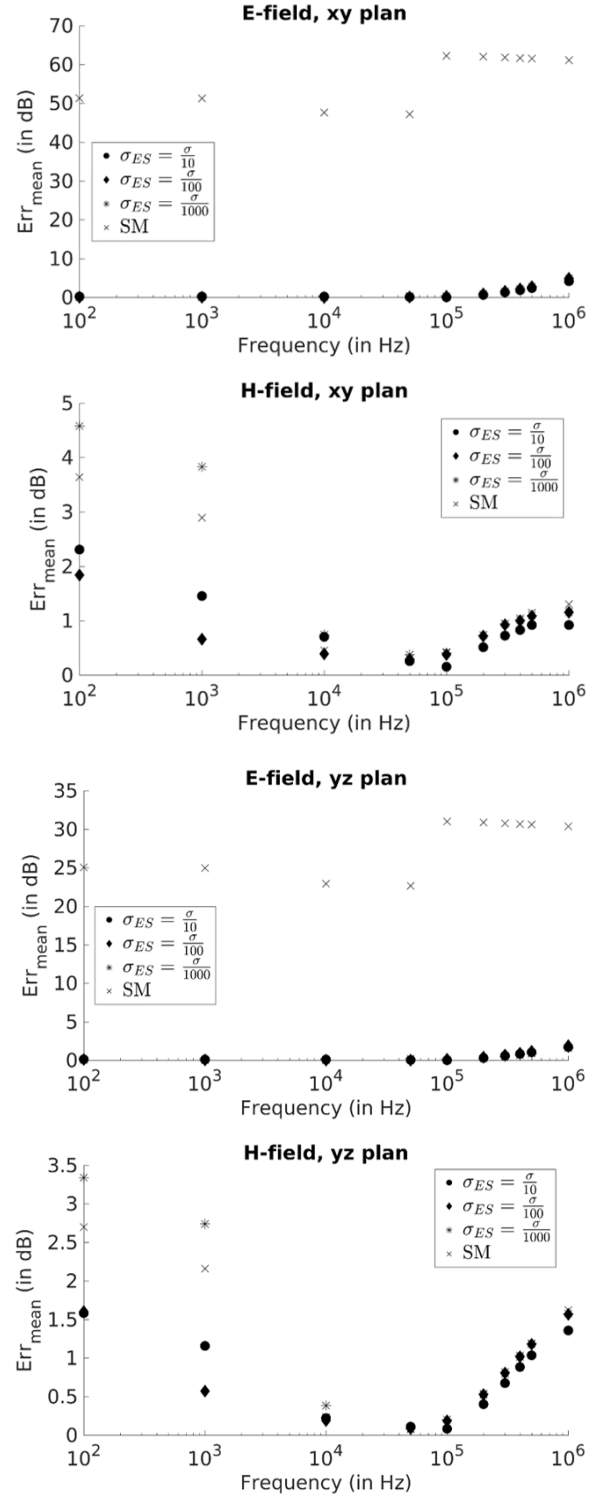 E-field, xy plan
Err_mean (in dB)
70
60
50
40
30
20
10
0
σ_ES = σ/10
σ_ES = σ/100
σ_ES = σ/1000
SM
10^2 10^3 10^4 10^5 10^6
Frequency (in Hz)
H-field, xy plan
Err_mean (in dB)
5
4
3
2
1
0
σ_ES = σ/10
σ_ES = σ/100
σ_ES = σ/1000
SM
10^2 10^3 10^4 10^5 10^6
Frequency (in Hz)
E-field, yz plan
Err_mean (in dB)
35
30
25
20
15
10
5
0
σ_ES = σ/10
σ_ES = σ/100
σ_ES = σ/1000
SM
10^2 10^3 10^4 10^5 10^6
Frequency (in Hz)
H-field, yz plan
Err_mean (in dB)
3.5
3
2.5
2
1.5
1
0.5
0
σ_ES = σ/10
σ_ES = σ/100
σ_ES = σ/1000
SM
10^2 10^3 10^4 10^5 10^6
Frequency (in Hz)